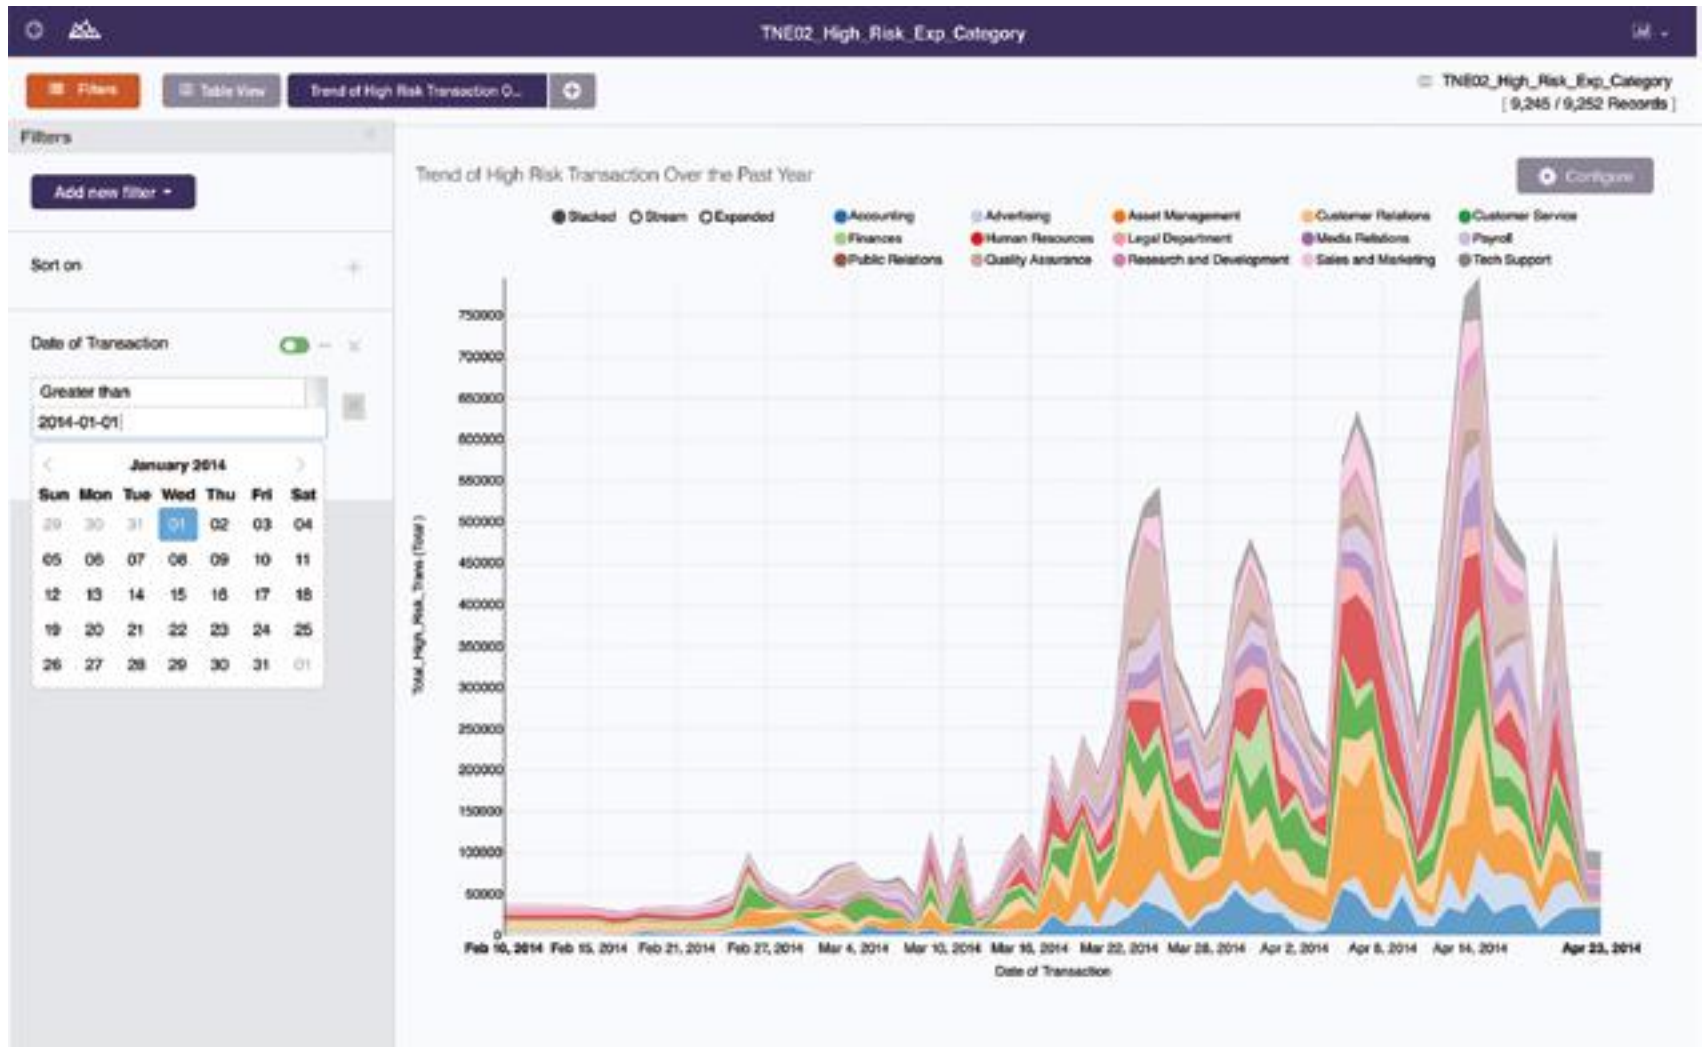 TNE02_High_Risk_Exp_Category
Filters
Table View
Trend of High Risk Transaction O...
TNE02_High_Risk_Exp_Category
[ 9,245 / 9,252 Records ]
Filters
Add new filter
Sort on
Date of Transaction
Greater than
2014-01-01
January 2014
Sun Mon Tue Wed Thu Fri Sat
29 30 31 01 02 03 04
05 06 07 08 09 10 11
12 13 14 15 16 17 18
19 20 21 22 23 24 25
26 27 28 29 30 31 01
Trend of High Risk Transaction Over the Past Year
Configure
Stacked Stream Expanded
Accounting Advertising Asset Management Customer Relations Customer Service
Finances Human Resources Legal Department Media Relations Payroll
Public Relations Quality Assurance Research and Development Sales and Marketing Tech Support
750000
700000
650000
600000
550000
500000
450000
400000
350000
300000
250000
200000
150000
100000
50000
0
Total_High_Risk_Trans (Total )
Feb 10, 2014 Feb 15, 2014 Feb 21, 2014 Feb 27, 2014 Mar 4, 2014 Mar 10, 2014 Mar 16, 2014 Mar 22, 2014 Mar 28, 2014 Apr 2, 2014 Apr 8, 2014 Apr 14, 2014 Apr 23, 2014
Date of Transaction